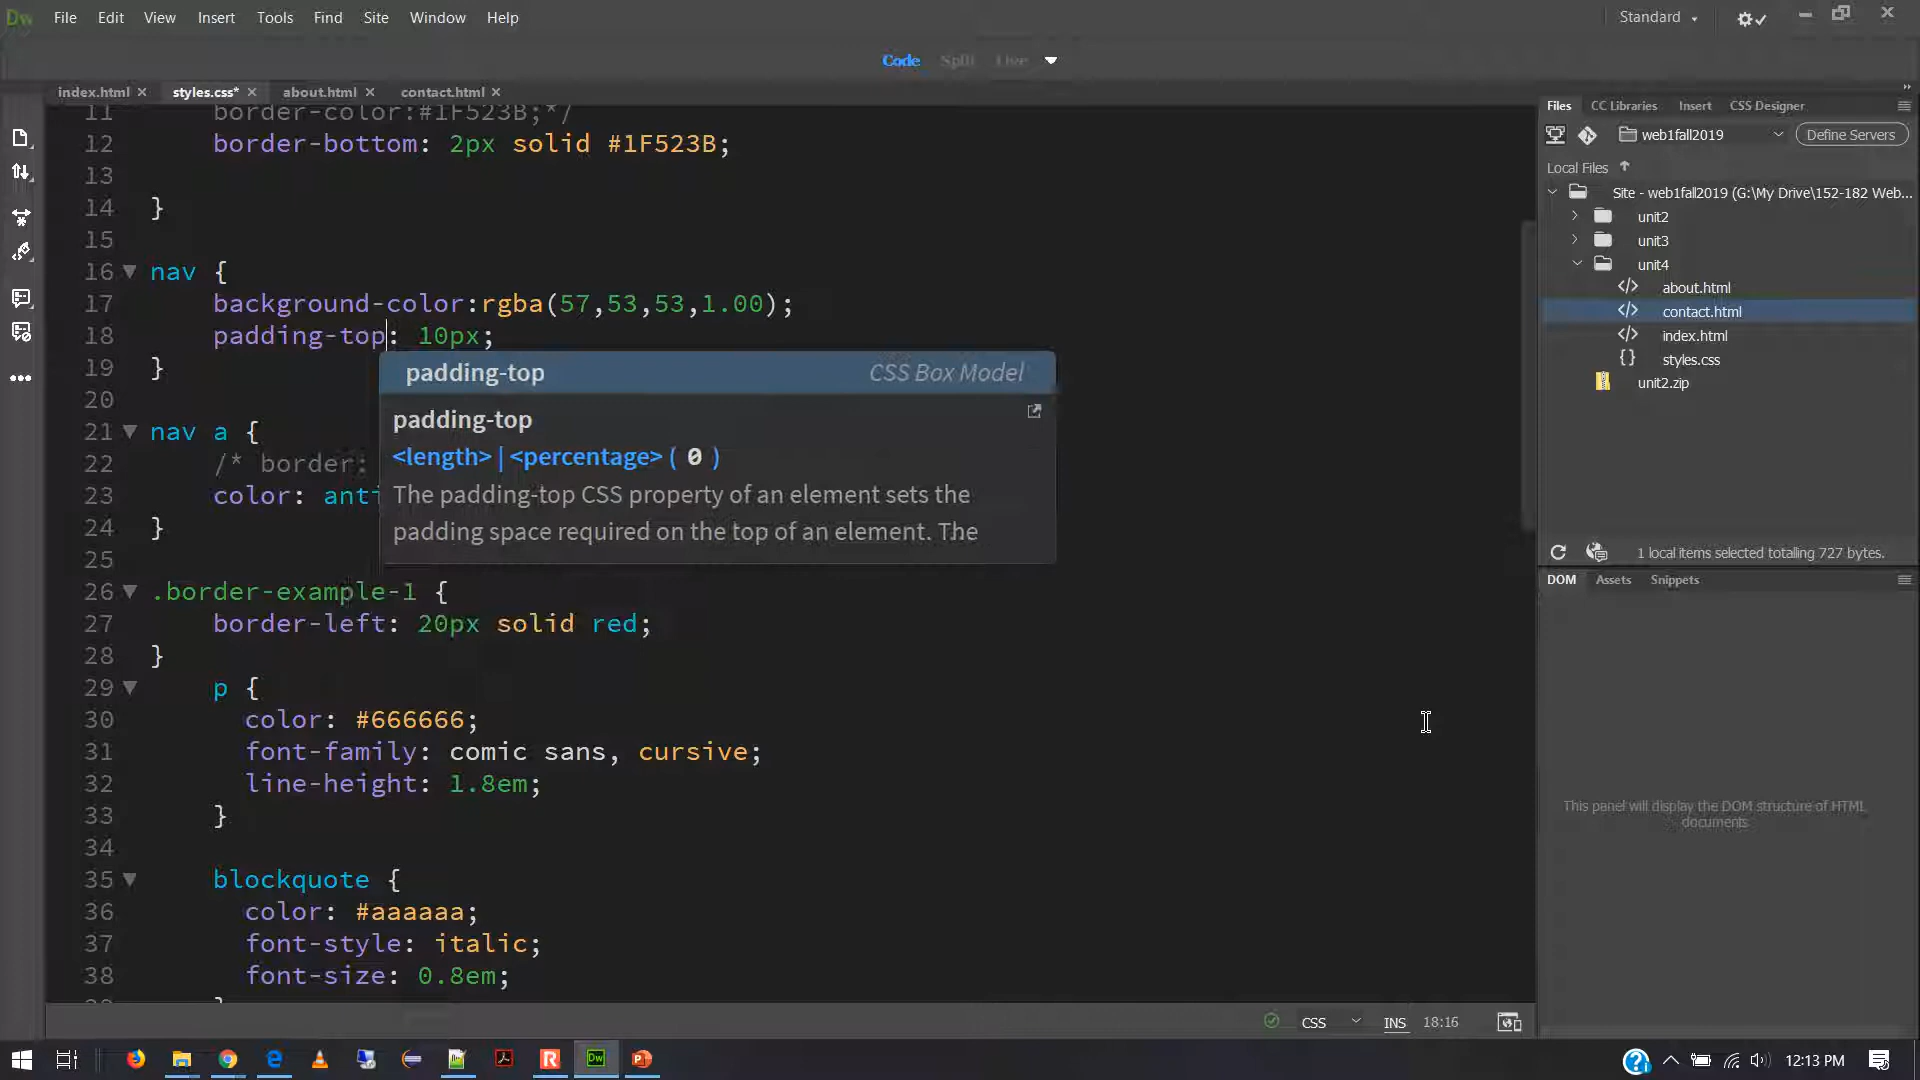 Dw File Edit View Insert Tools Find Site Window Help Standard
Code Split Live
index.html × styles.css* × about.html × contact.html ×
11 border-color:#1F523B;*/
12 border-bottom: 2px solid #1F523B;
13
14 }
15
16 nav {
17 background-color:rgba(57,53,53,1.00);
18 padding-top: 10px;
19 }
20
21 nav a {
22 /* border:
23 color:
24 }
25
26 .border-example-1 {
27 border-left: 20px solid red;
28 }
29 p {
30 color: #666666;
31 font-family: comic sans, cursive;
32 line-height: 1.8em;
33 }
34
35 blockquote {
36 color: #aaaaaa;
37 font-style: italic;
38 font-size: 0.8em;
padding-top CSS Box Model
padding-top
<length> | <percentage> ( 0 )
The padding-top CSS property of an element sets the
padding space required on the top of an element. The
Files CC Libraries Insert CSS Designer
web1fall2019 Define Servers
Local Files
Site - web1fall2019 (G:\My Drive\152-182 Web...
unit2
unit3
unit4
</> about.html
</> contact.html
</> index.html
{} styles.css
unit2.zip
1 local items selected totalling 727 bytes.
DOM Assets Snippets
This panel will display the DOM structure of HTML
documents
CSS INS 18:16
12:13 PM